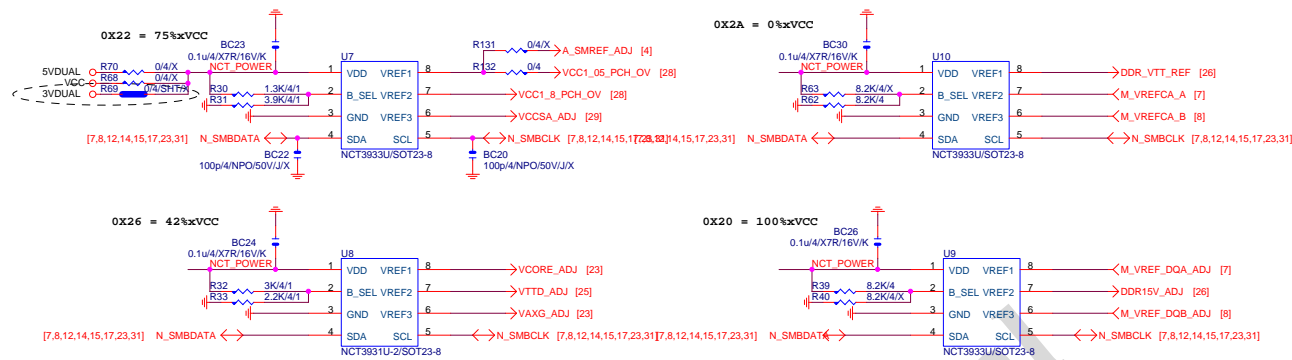 0X22 = 75%xVCC
BC23
0.1u/4/X7R/16V/K
NCT_POWER
5VDUAL
R70
0/4/X
VCC
R68
0/4/X
3VDUAL
R69
0/4/SHT/X
R30
1.3K/4/1
R31
3.9K/4/1
U7
1 VDD VREF1 8
2 B_SEL VREF2 7
3 GND VREF3 6
4 SDA SCL 5
NCT3933U/SOT23-8
R131
0/4/X
A_SMREF_ADJ [4]
R132
0/4
VCC1_05_PCH_OV [28]
VCC1_8_PCH_OV [28]
VCCSA_ADJ [29]
[7,8,12,14,15,17,23,31] N_SMBDATA
N_SMBCLK [7,8,12,14,15,17,23,31]
BC22
100p/4/NPO/50V/J/X
BC20
100p/4/NPO/50V/J/X
0X2A = 0%xVCC
BC30
0.1u/4/X7R/16V/K
NCT_POWER
R63
8.2K/4/X
R62
8.2K/4
U10
1 VDD VREF1 8
2 B_SEL VREF2 7
3 GND VREF3 6
4 SDA SCL 5
NCT3933U/SOT23-8
DDR_VTT_REF [26]
M_VREFCA_A [7]
M_VREFCA_B [8]
[7,8,12,14,15,17,23,31] N_SMBDATA
N_SMBCLK [7,8,12,14,15,17,23,31]
0X26 = 42%xVCC
BC24
0.1u/4/X7R/16V/K
NCT_POWER
R32
3K/4/1
R33
2.2K/4/1
U8
1 VDD VREF1 8
2 B_SEL VREF2 7
3 GND VREF3 6
4 SDA SCL 5
NCT3931U-2/SOT23-8
VCORE_ADJ [23]
VTTD_ADJ [25]
VAXG_ADJ [23]
[7,8,12,14,15,17,23,31] N_SMBDATA
N_SMBCLK [7,8,12,14,15,17,23,31]
0X20 = 100%xVCC
BC26
0.1u/4/X7R/16V/K
NCT_POWER
R39
8.2K/4
R40
8.2K/4/X
U9
1 VDD VREF1 8
2 B_SEL VREF2 7
3 GND VREF3 6
4 SDA SCL 5
NCT3933U/SOT23-8
M_VREF_DQA_ADJ [7]
DDR15V_ADJ [26]
M_VREF_DQB_ADJ [8]
[7,8,12,14,15,17,23,31] N_SMBDATA
N_SMBCLK [7,8,12,14,15,17,23,31]